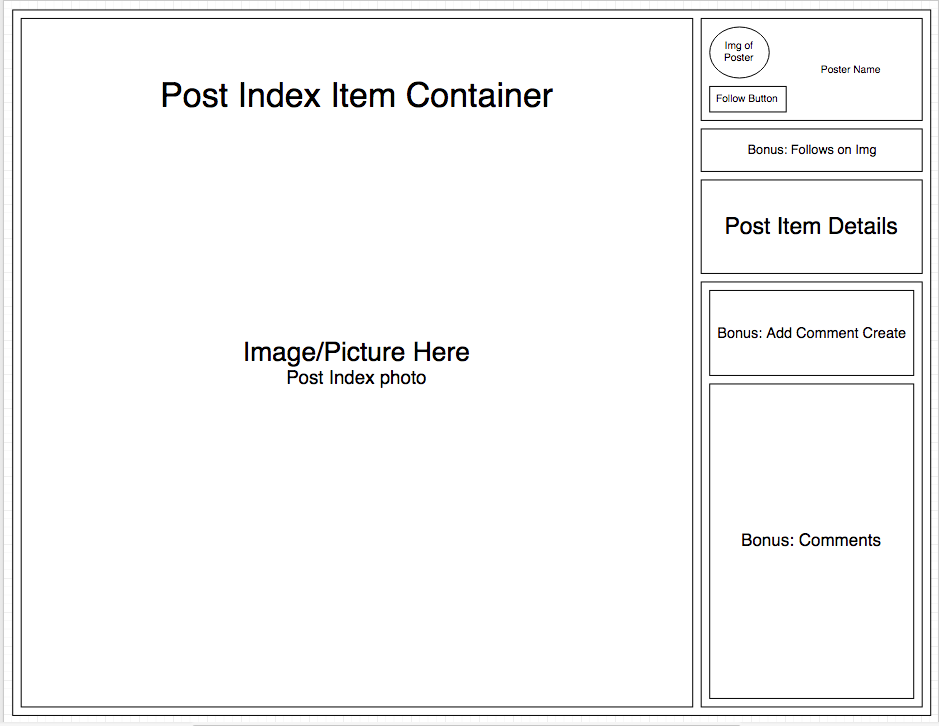 Post Index Item Container
Image/Picture Here
Post Index photo
Img of
Poster
Poster Name
Follow Button
Bonus: Follows on Img
Post Item Details
Bonus: Add Comment Create
Bonus: Comments